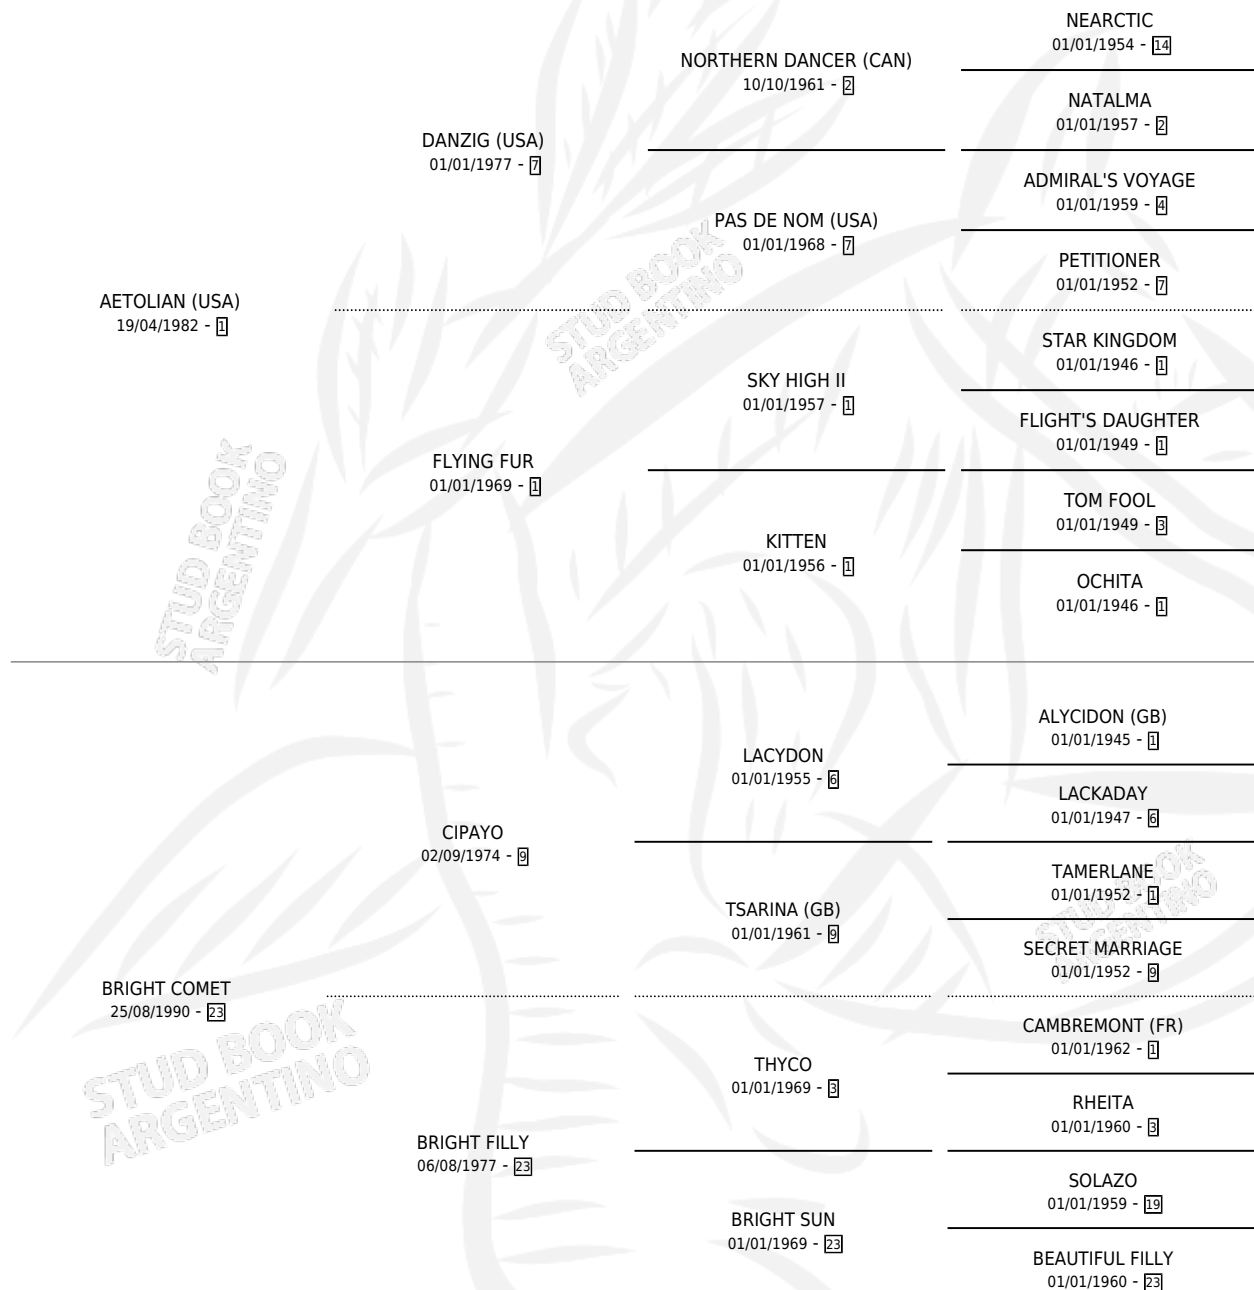 NEARCTIC
01/01/1954 - 14
NORTHERN DANCER (CAN)
10/10/1961 - 2
NATALMA
01/01/1957 - 2
DANZIG (USA)
01/01/1977 - 7
ADMIRAL'S VOYAGE
01/01/1959 - 4
PAS DE NOM (USA)
01/01/1968 - 7
PETITIONER
01/01/1952 - 7
AETOLIAN (USA)
19/04/1982 - 1
STUD BOOK
ARGENTINO
STAR KINGDOM
01/01/1946 - 1
SKY HIGH II
01/01/1957 - 1
FLIGHT'S DAUGHTER
01/01/1949 - 1
FLYING FUR
01/01/1969 - 1
TOM FOOL
01/01/1949 - 3
KITTEN
01/01/1956 - 1
OCHITA
01/01/1946 - 1
STUD BOOK
ARGENTINO
ALYCIDON (GB)
01/01/1945 - 1
LACYDON
01/01/1955 - 6
LACKADAY
01/01/1947 - 6
CIPAYO
02/09/1974 - 9
TAMERLANE
01/01/1952 - 1
TSARINA (GB)
01/01/1961 - 9
SECRET MARRIAGE
01/01/1952 - 9
STUD BOOK
ARGENTINO
BRIGHT COMET
25/08/1990 - 23
CAMBREMONT (FR)
01/01/1962 - 1
THYCO
01/01/1969 - 3
RHEITA
01/01/1960 - 3
STUD BOOK
ARGENTINO
BRIGHT FILLY
06/08/1977 - 23
SOLAZO
01/01/1959 - 19
BRIGHT SUN
01/01/1969 - 23
BEAUTIFUL FILLY
01/01/1960 - 23